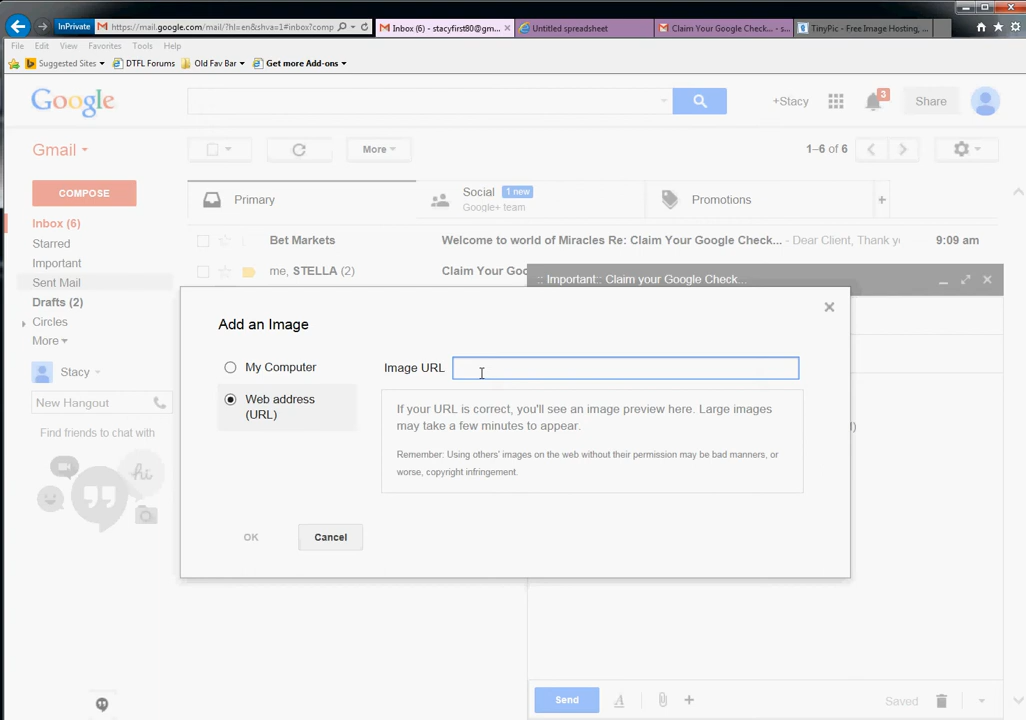 InPrivate
https://mail.google.com/mail/?hl=en&shva=1#inbox?comp
Inbox (6) - stacyfirst80@gm...
Untitled spreadsheet
Claim Your Google Check... - s...
TinyPic - Free Image Hosting, ...
File Edit View Favorites Tools Help
Suggested Sites
DTFL Forums
Old Fav Bar
Get more Add-ons
Google
+Stacy
3
Share
Gmail
More
1–6 of 6
COMPOSE
Primary
Social 1 new
Google+ team
Promotions
+
Inbox (6)
Starred
Important
Sent Mail
Drafts (2)
Circles
More
Bet Markets
Welcome to world of Miracles Re: Claim Your Google Check... - Dear Client, Thank yo
9:09 am
me, STELLA (2)
Claim Your Goo
:: Important:: Claim your Google Check...
Stacy
New Hangout
Find friends to chat with
hi
Add an Image
My Computer
Web address
(URL)
Image URL
If your URL is correct, you'll see an image preview here. Large images
may take a few minutes to appear.
Remember: Using others' images on the web without their permission may be bad manners, or
worse, copyright infringement.
OK
Cancel
)
Send
A
+
Saved